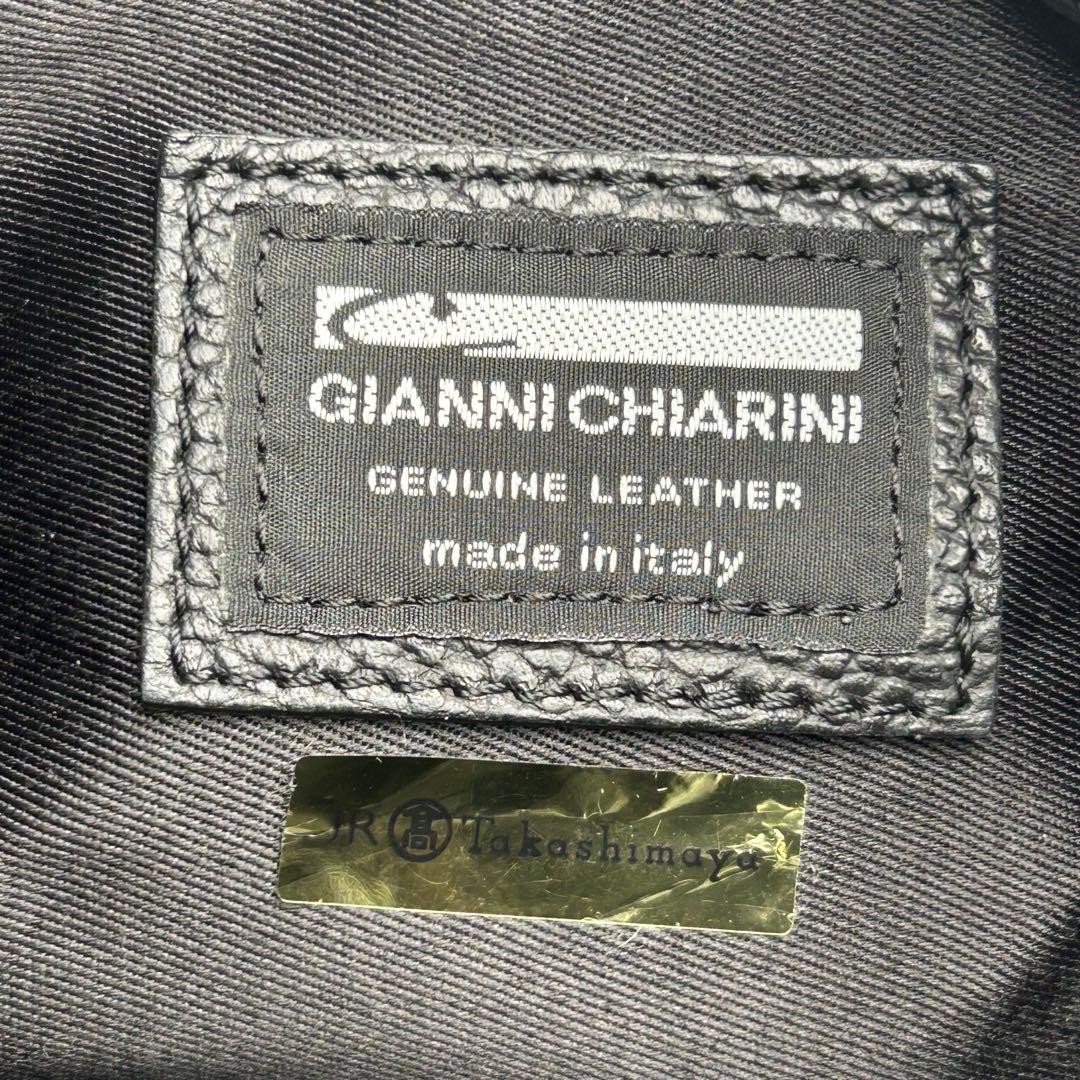 GIANNI CHIARINI
GENUINE LEATHER
made in italy
JR 髙 Takashimaya